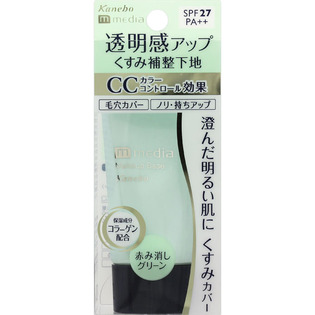 Kanebo
media
SPF27
PA++
透明感アップ
くすみ補整下地
CCカラーコントロール効果
毛穴カバー
ノリ・持ちアップ
澄んだ明るい肌に くすみカバー
media
保湿成分
コラーゲン
配合
赤み消し
グリーン